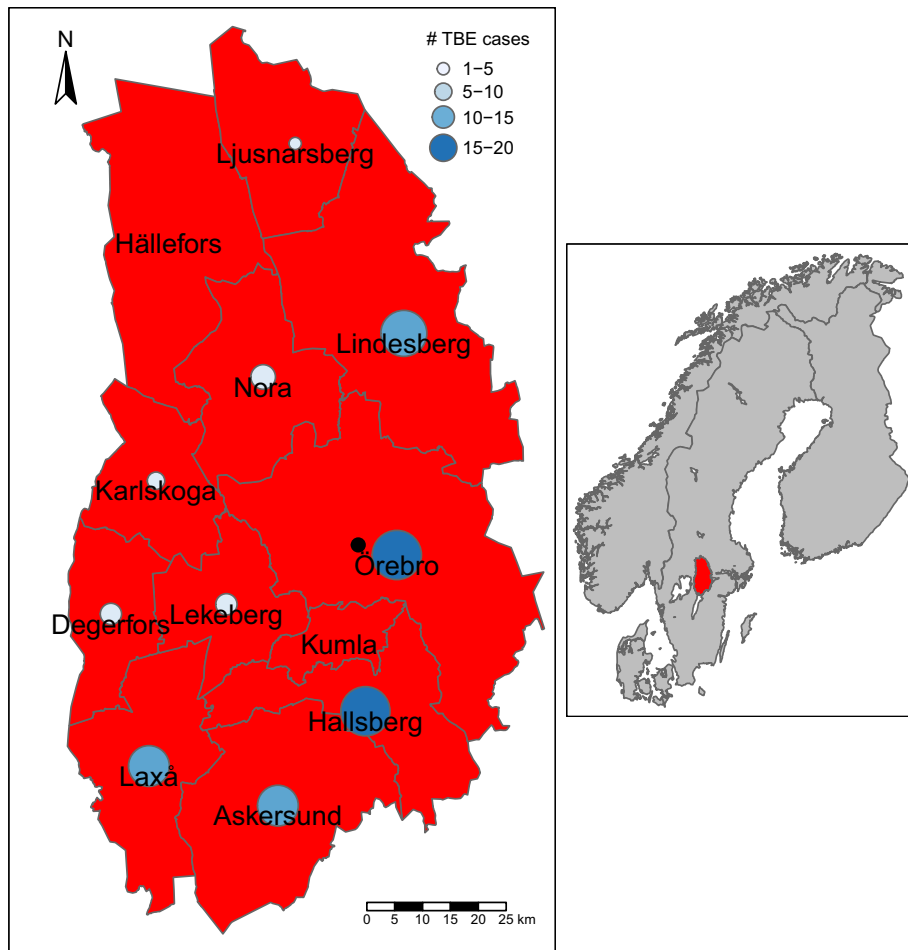 N
# TBE cases
1−5
5−10
10−15
15−20
Ljusnarsberg
Hällefors
Lindesberg
Nora
Karlskoga
Örebro
Lekeberg
Degerfors
Kumla
Hallsberg
Laxå
Askersund
0 5 10 15 20 25 km